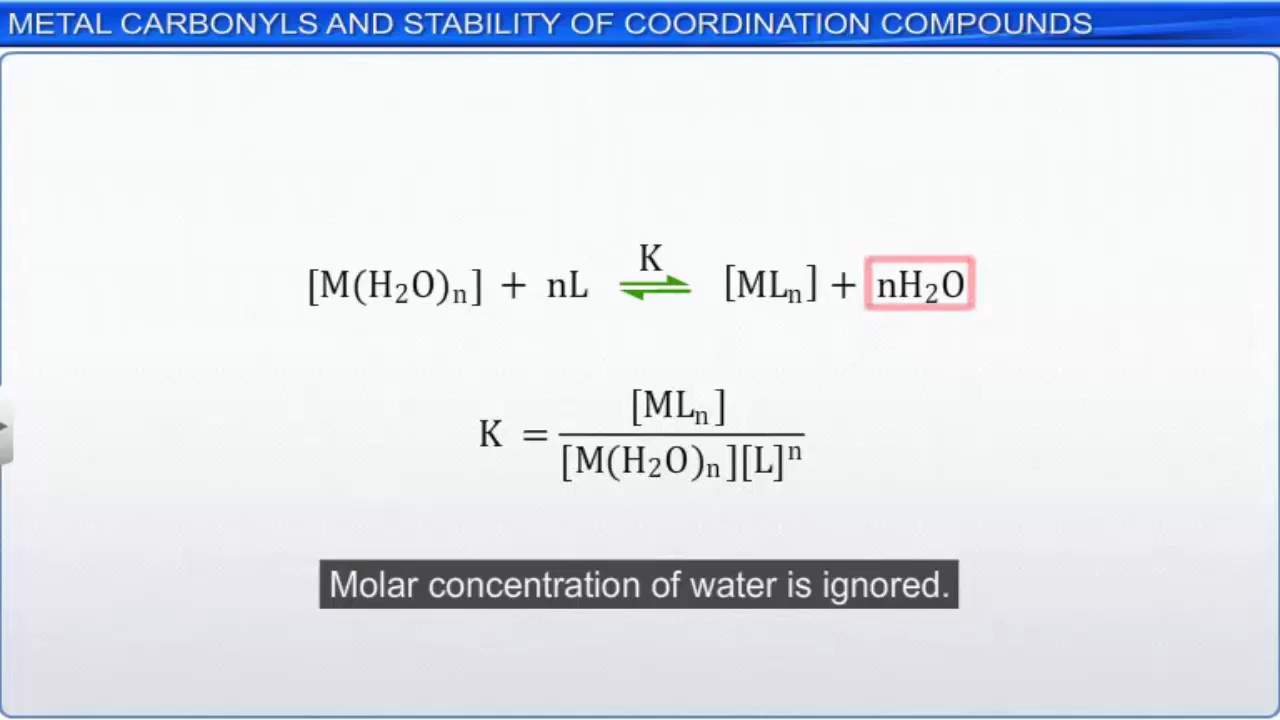 METAL CARBONYLS AND STABILITY OF COORDINATION COMPOUNDS
K
[M(H₂O)ₙ] + nL ⇌ [MLₙ] + nH₂O
[MLₙ]
K =
[M(H₂O)ₙ][L]ⁿ
Molar concentration of water is ignored.